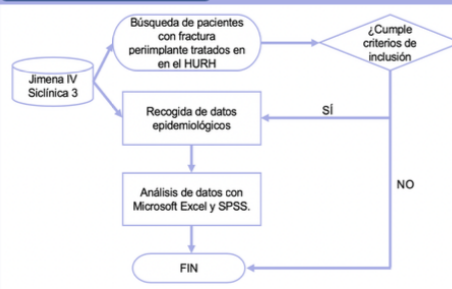 Búsqueda de pacientes
con fractura
periimplante tratados en
en el HURH
¿Cumple
criterios de
inclusión
Jimena IV
Siclínica 3
Recogida de datos
epidemiológicos
SÍ
Análisis de datos con
Microsoft Excel y SPSS.
NO
FIN